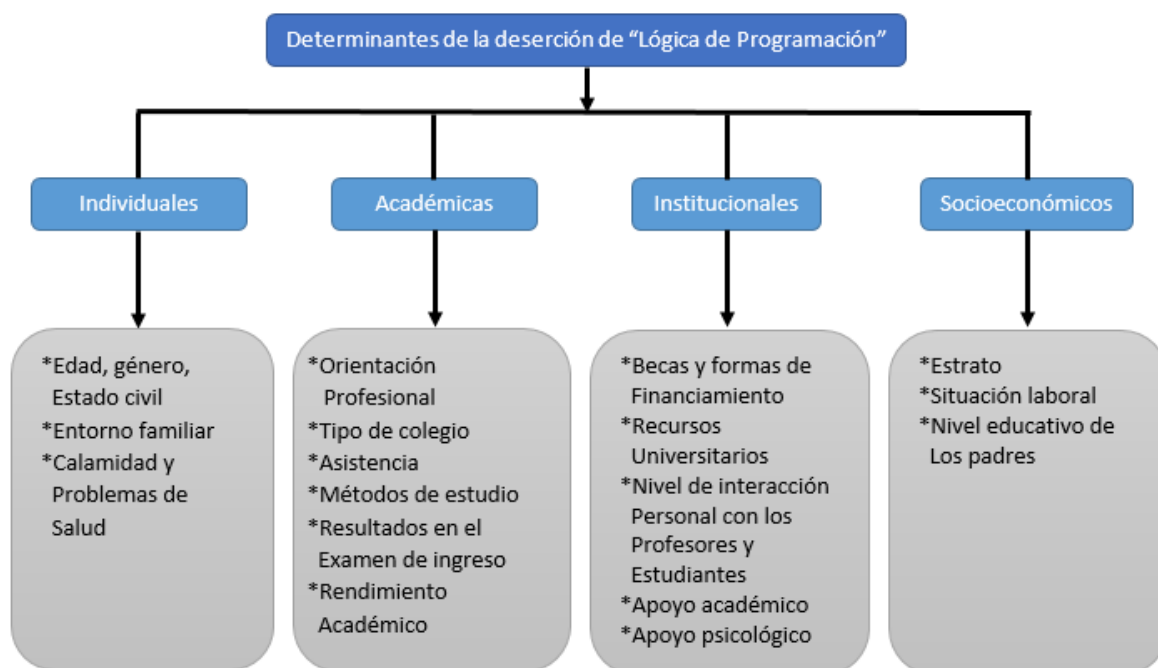 Determinantes de la deserción de “Lógica de Programación”
Individuales
Académicas
Institucionales
Socioeconómicos
*Edad, género,
Estado civil
*Entorno familiar
*Calamidad y
Problemas de
Salud
*Orientación
Profesional
*Tipo de colegio
*Asistencia
*Métodos de estudio
*Resultados en el
Examen de ingreso
*Rendimiento
Académico
*Becas y formas de
Financiamiento
*Recursos
Universitarios
*Nivel de interacción
Personal con los
Profesores y
Estudiantes
*Apoyo académico
*Apoyo psicológico
*Estrato
*Situación laboral
*Nivel educativo de
Los padres